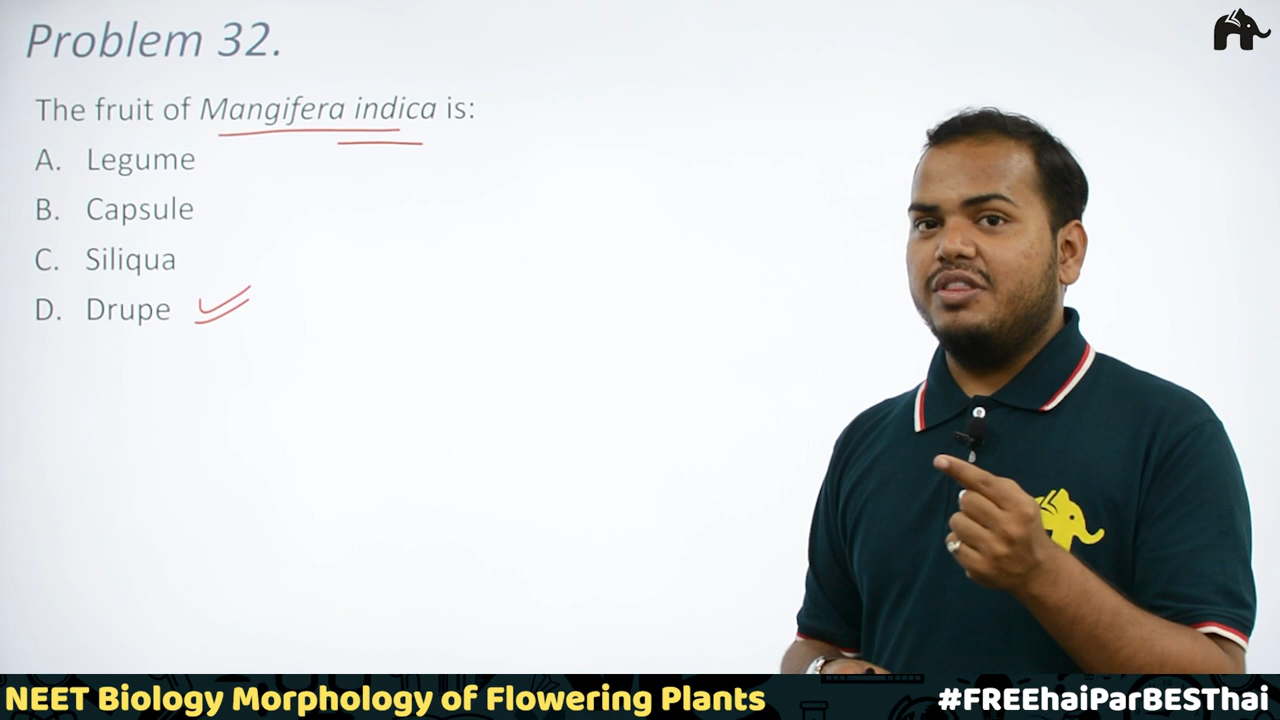 Problem 32.
The fruit of Mangifera indica is:
A. Legume
B. Capsule
C. Siliqua
D. Drupe
NEET Biology Morphology of Flowering Plants
#FREEhaiParBESThai